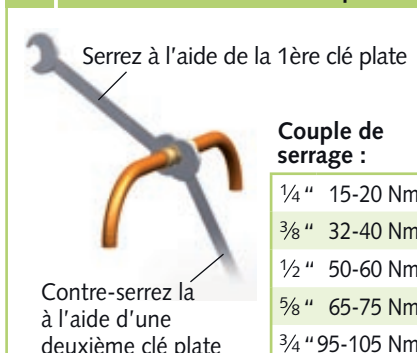 Serrez à l'aide de la 1ère clé plate
Couple de
serrage :
¼ " 15-20 Nm
⅜ " 32-40 Nm
½ " 50-60 Nm
⅝ " 65-75 Nm
¾ " 95-105 Nm
Contre-serrez la
à l'aide d'une
deuxième clé plate